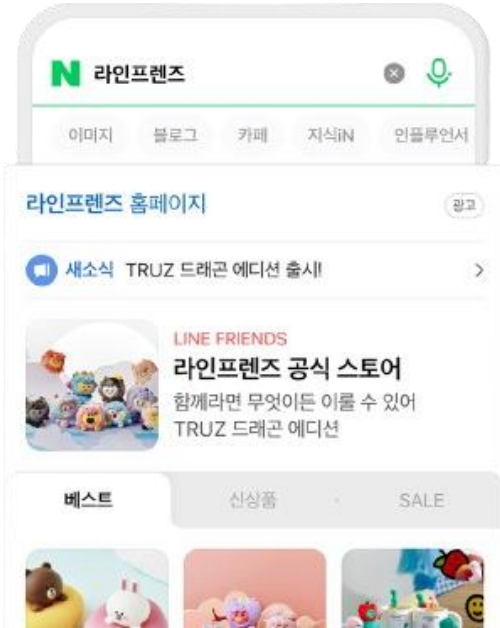 N 라인프렌즈
이미지 블로그 카페 지식iN 인플루언서
라인프렌즈 홈페이지 광고
새소식 TRUZ 드래곤 에디션 출시!
LINE FRIENDS
라인프렌즈 공식 스토어
함께라면 무엇이든 이룰 수 있어
TRUZ 드래곤 에디션
베스트 신상품 · SALE